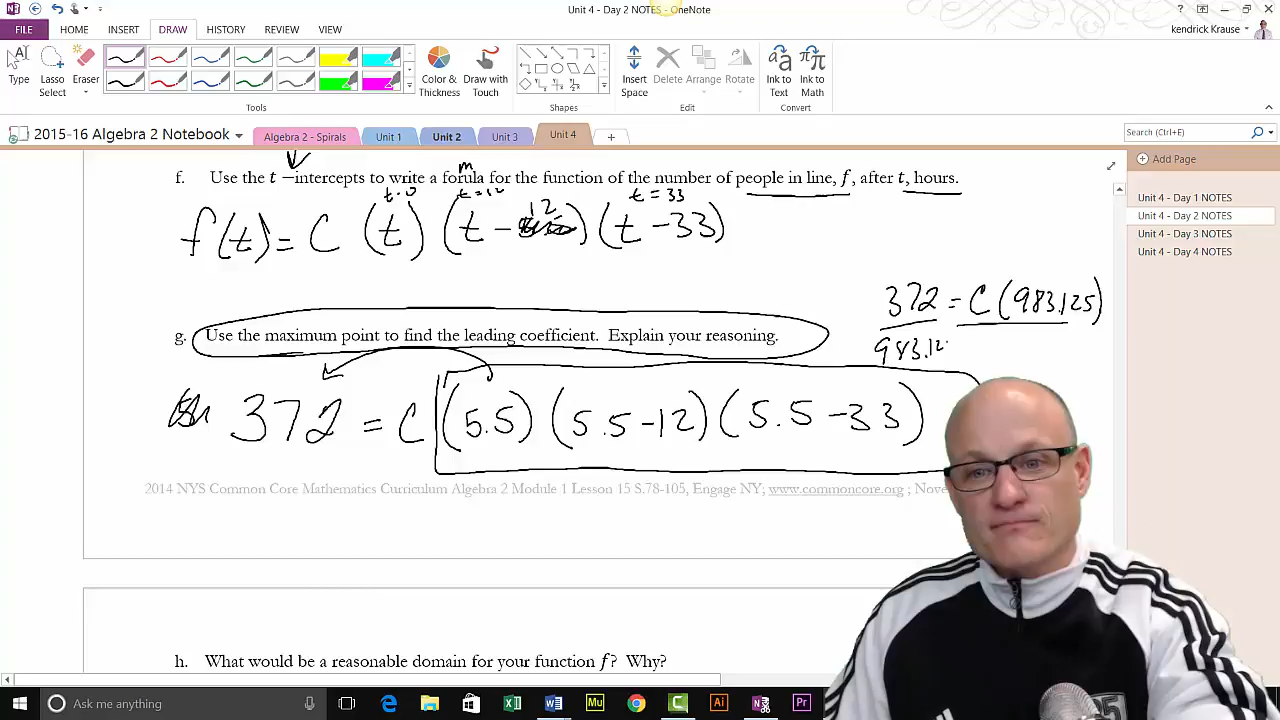 Unit 4 - Day 2 NOTES - OneNote
kendrick Krause
FILE HOME INSERT DRAW HISTORY REVIEW VIEW
Type Lasso Select Eraser Color & Thickness Draw with Touch Insert Space Delete Arrange Rotate Ink to Text Ink to Math
Tools Shapes Edit Convert
2015-16 Algebra 2 Notebook Algebra 2 - Spirals Unit 1 Unit 2 Unit 3 Unit 4 Search (Ctrl+E)
Add Page
Unit 4 - Day 1 NOTES
Unit 4 - Day 2 NOTES
Unit 4 - Day 3 NOTES
Unit 4 - Day 4 NOTES
m
f. Use the t –intercepts to write a forula for the function of the number of people in line, f, after t, hours.
t=0 t=12 t=33
f(t) = C (t) (t - 12) (t - 33)
372 = C (983.125)
983.12
g. Use the maximum point to find the leading coefficient. Explain your reasoning.
372 = C (5.5) (5.5 - 12) (5.5 - 33)
2014 NYS Common Core Mathematics Curriculum Algebra 2 Module 1 Lesson 15 S.78-105, Engage NY; www.commoncore.org ; Nove
h. What would be a reasonable domain for your function f? Why?
Ask me anything